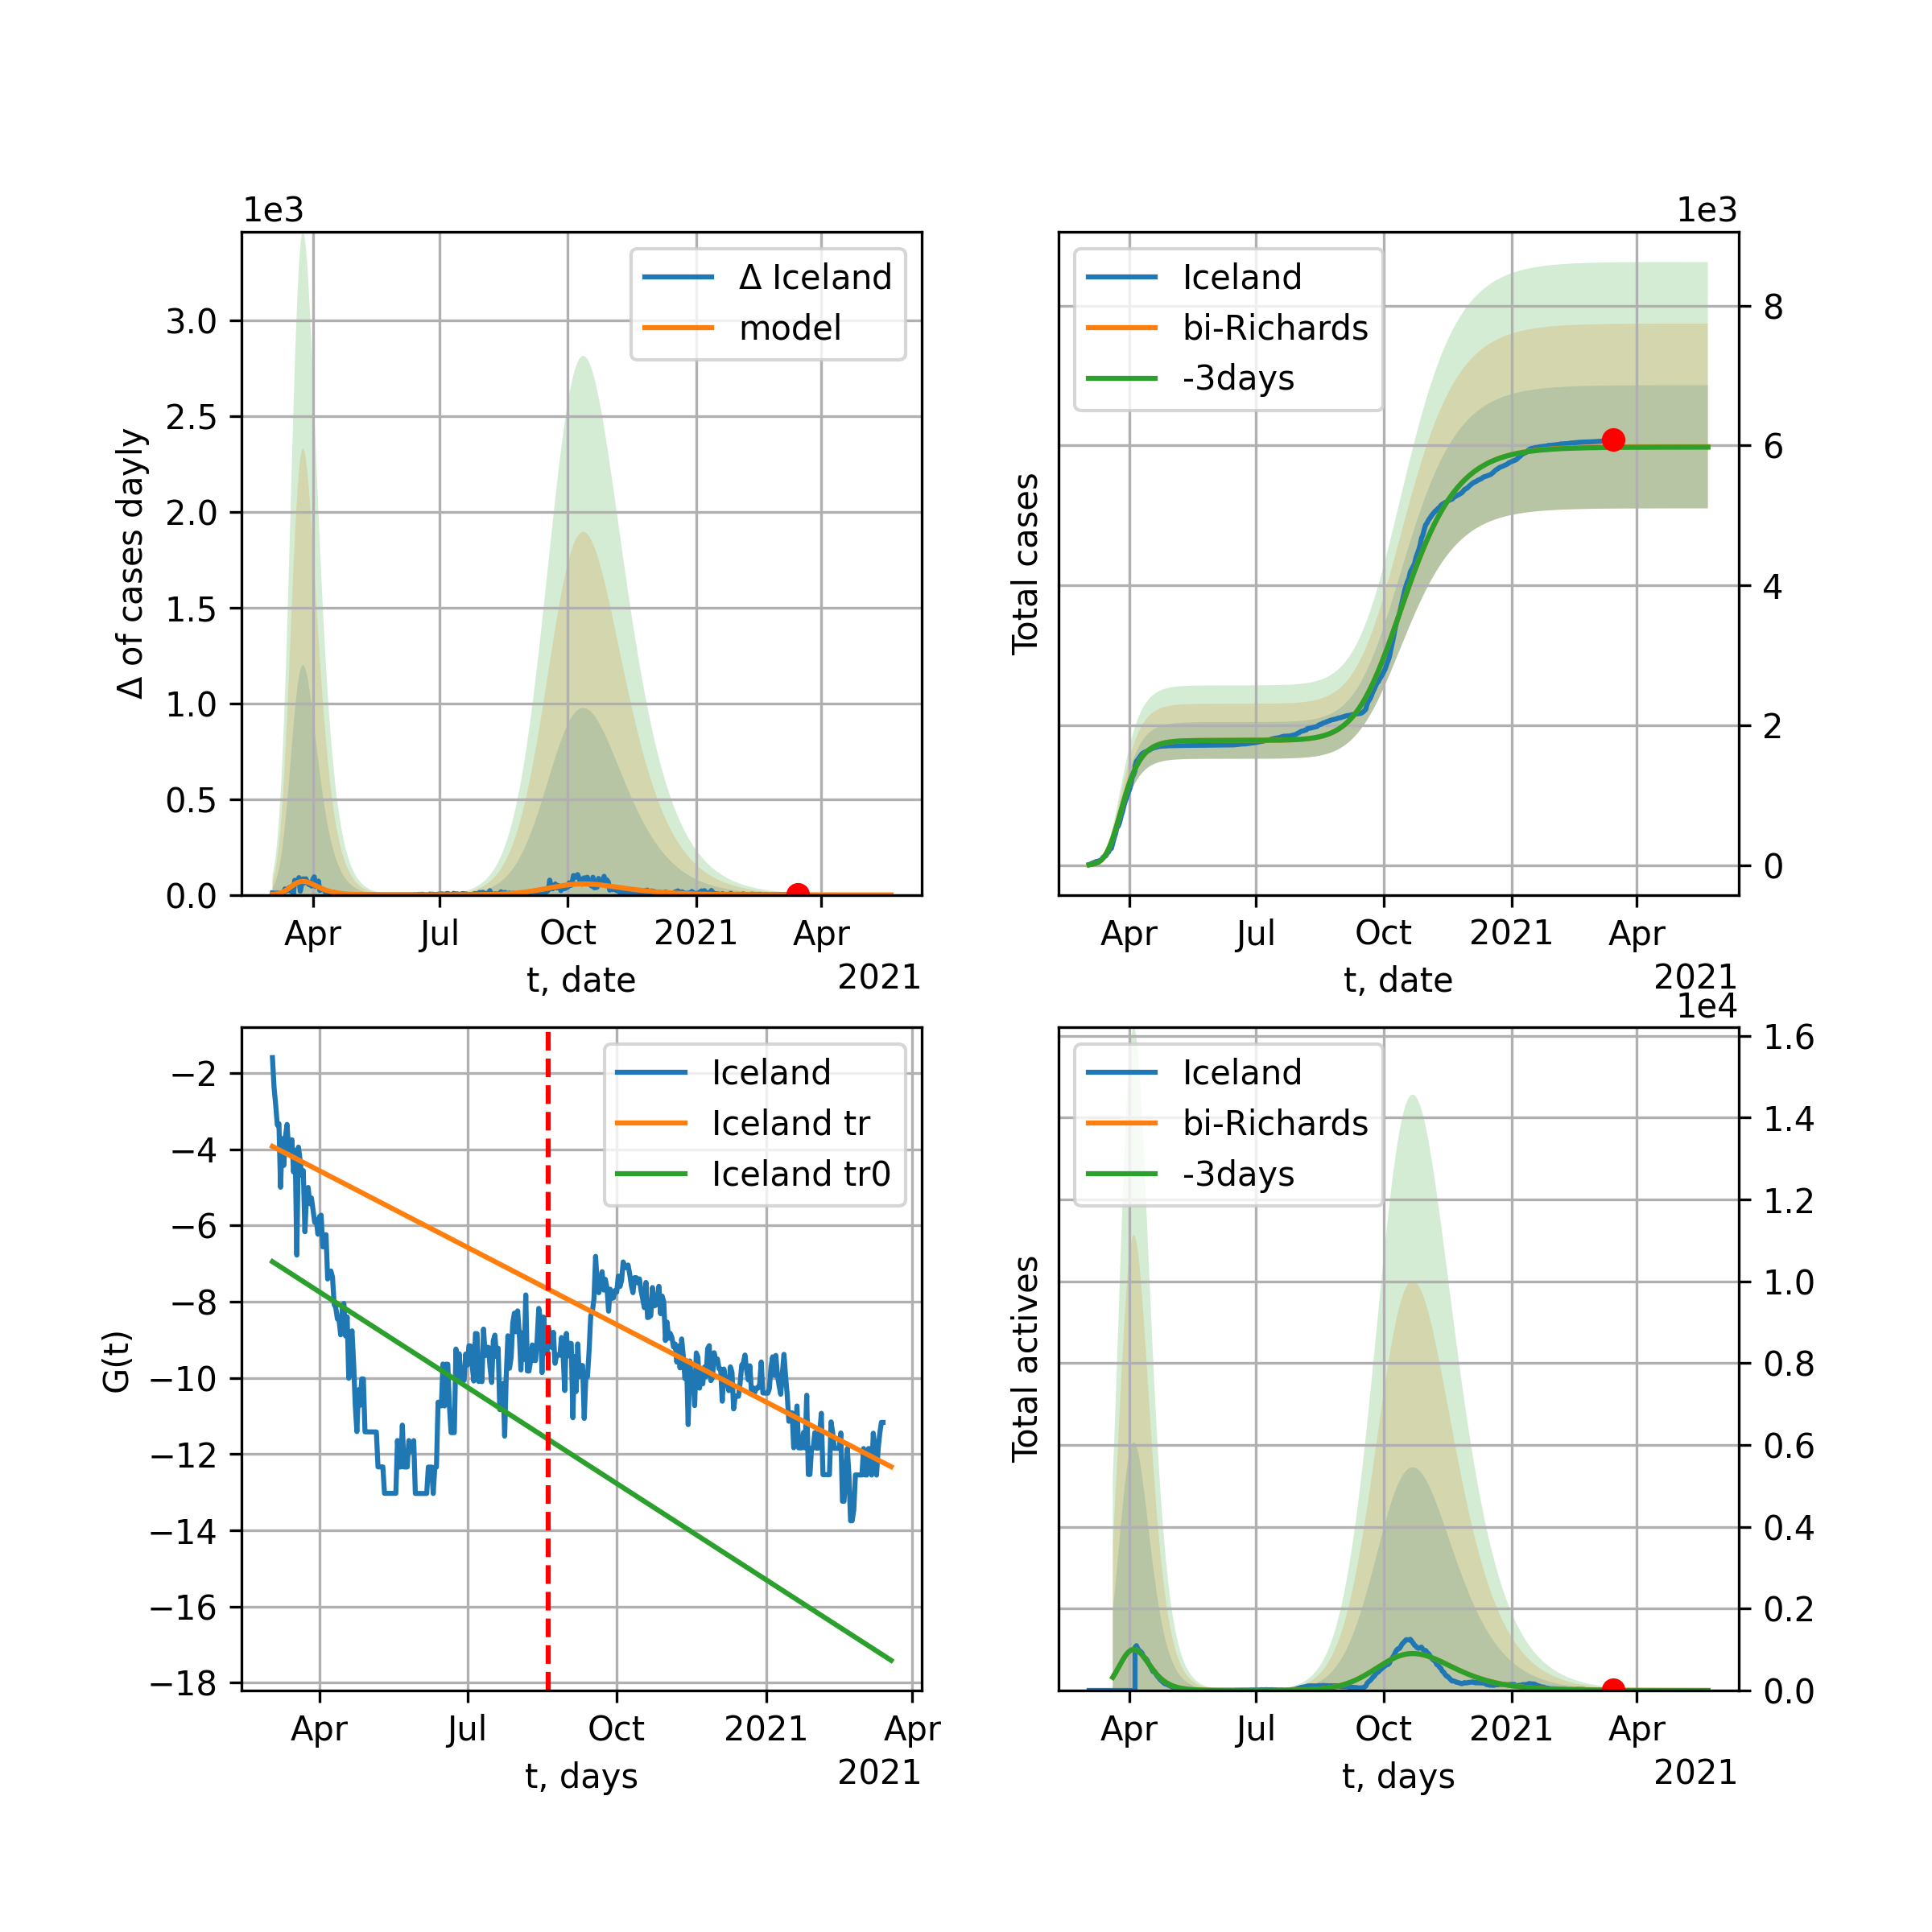 1e3
Δ Iceland
model
3.0
2.5
2.0
1.5
1.0
0.5
0.0
Δ of cases dayly
Apr
Jul
Oct
2021
Apr
t, date
2021
1e3
Iceland
bi-Richards
-3days
8
6
4
2
0
Total cases
Apr
Jul
Oct
2021
Apr
t, date
2021
Iceland
Iceland tr
Iceland tr0
−2
−4
−6
−8
−10
−12
−14
−16
−18
G(t)
Apr
Jul
Oct
2021
Apr
t, days
2021
1e4
Iceland
bi-Richards
-3days
1.6
1.4
1.2
1.0
0.8
0.6
0.4
0.2
0.0
Total actives
Apr
Jul
Oct
2021
Apr
t, days
2021